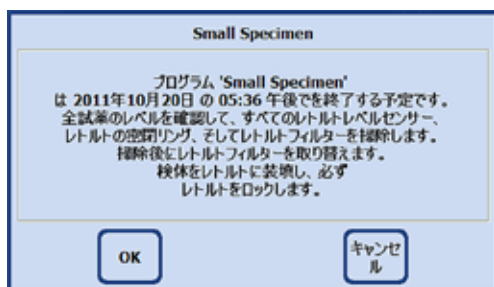 Small Specimen
プログラム 'Small Specimen'
は 2011年10月20日 の 05:36 午後でを終了する予定です。
全試薬のレベルを確認して、すべてのレトルトレベルセンサー、
レトルトの密閉リング、そしてレトルトフィルターを掃除します。
掃除後にレトルトフィルターを取り替えます。
検体をレトルトに装填し、必ず
レトルトをロックします。
OK
キャンセ
ル